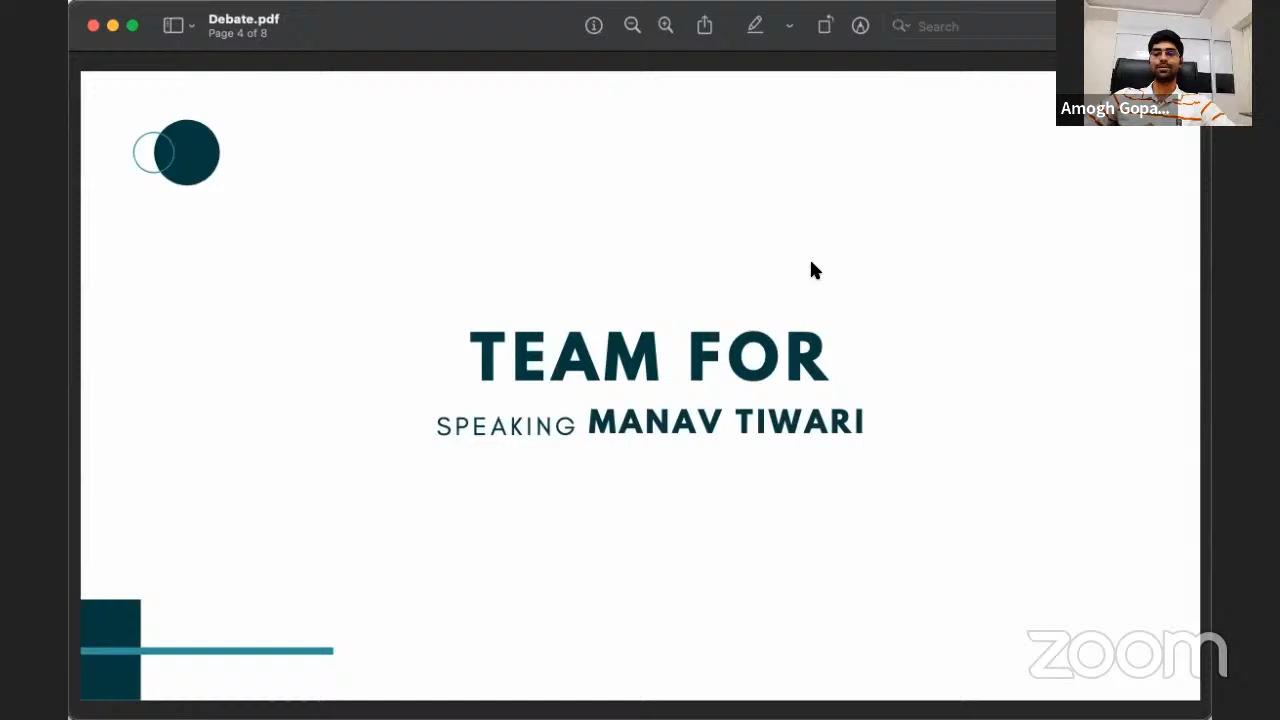 Debate.pdf
Page 4 of 8
Search
Amogh Gopa...
TEAM FOR
SPEAKING MANAV TIWARI
zoom